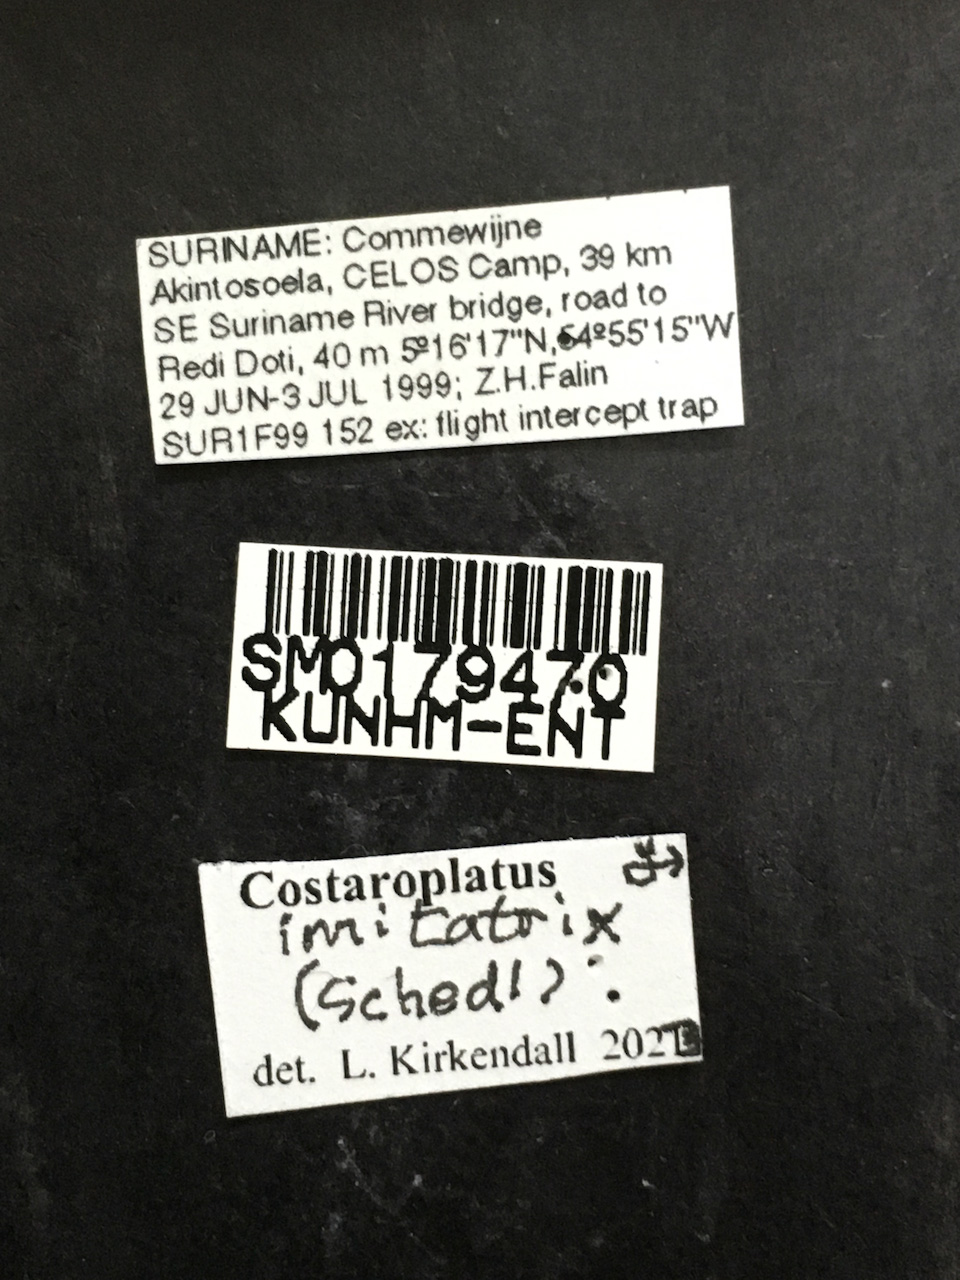 SURINAME: Commewijne
Akintosoela, CELOS Camp, 39 km
SE Suriname River bridge, road to
Redi Doti, 40 m 5º16'17"N, 54º55'15"W
29 JUN-3 JUL 1999; Z.H.Falin
SUR1F99 152 ex: flight intercept trap
SM0179470
KUNHM-ENT
Costaroplatus
imitatrix
(Schedl)
det. L. Kirkendall